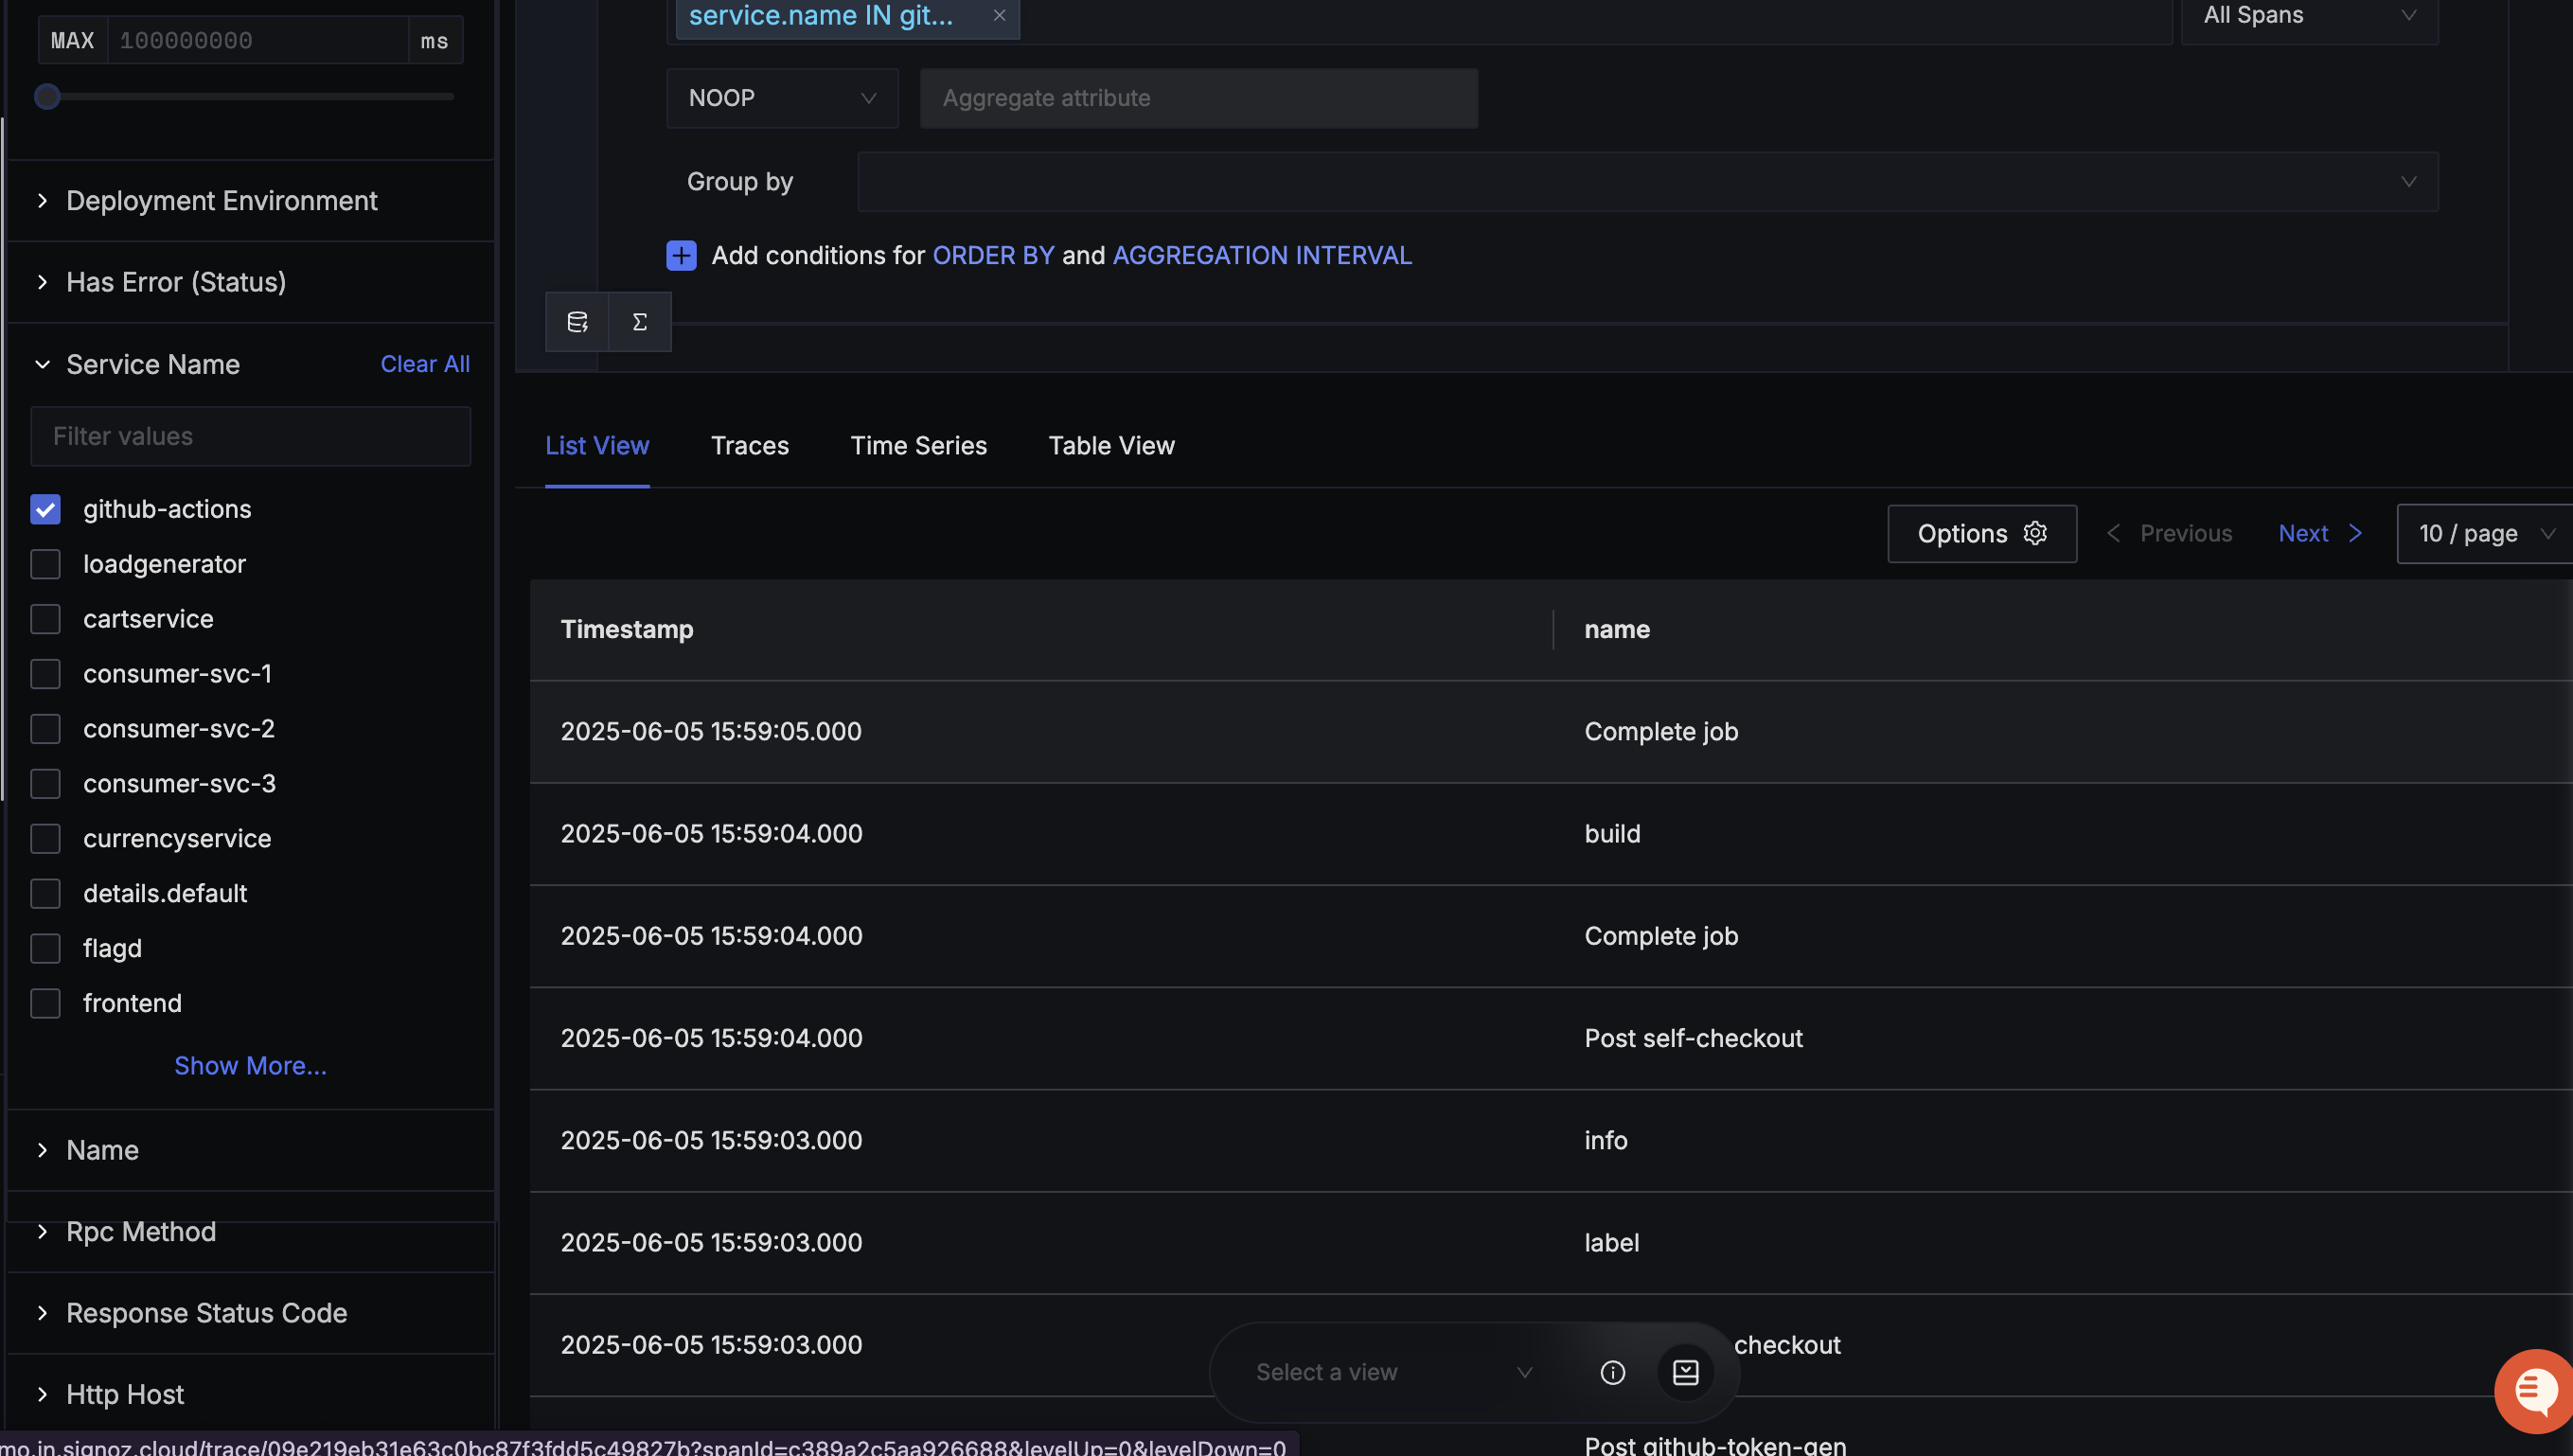 MAX 100000000 ms
Deployment Environment
Has Error (Status)
Service Name Clear All
Filter values
github-actions
loadgenerator
cartservice
consumer-svc-1
consumer-svc-2
consumer-svc-3
currencyservice
details.default
flagd
frontend
Show More...
Name
Rpc Method
Response Status Code
Http Host
service.name IN git... All Spans
NOOP Aggregate attribute
Group by
Add conditions for ORDER BY and AGGREGATION INTERVAL
List View Traces Time Series Table View
Options Previous Next 10 / page
Timestamp name
2025-06-05 15:59:05.000 Complete job
2025-06-05 15:59:04.000 build
2025-06-05 15:59:04.000 Complete job
2025-06-05 15:59:04.000 Post self-checkout
2025-06-05 15:59:03.000 info
2025-06-05 15:59:03.000 label
2025-06-05 15:59:03.000 checkout
Select a view
Post github-token-gen
mo.in.signoz.cloud/trace/09e219eb31e63c0bc87f3fdd5c49827b?spanId=c389a2c5aa926688&levelUp=0&levelDown=0